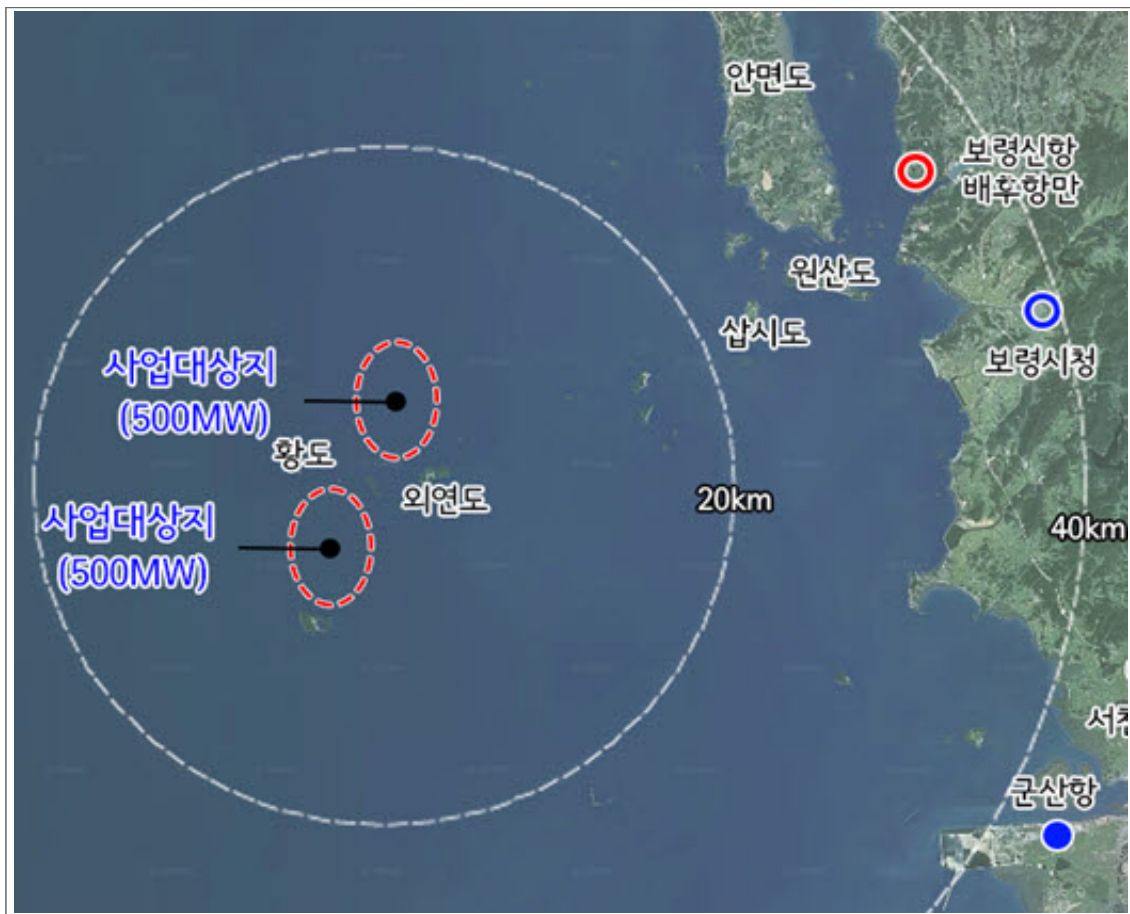 안면도
보령신항
배후항만
원산도
삽시도
보령시청
사업대상지
(500MW)
황도
외연도
20km
사업대상지
(500MW)
40km
서천
군산항